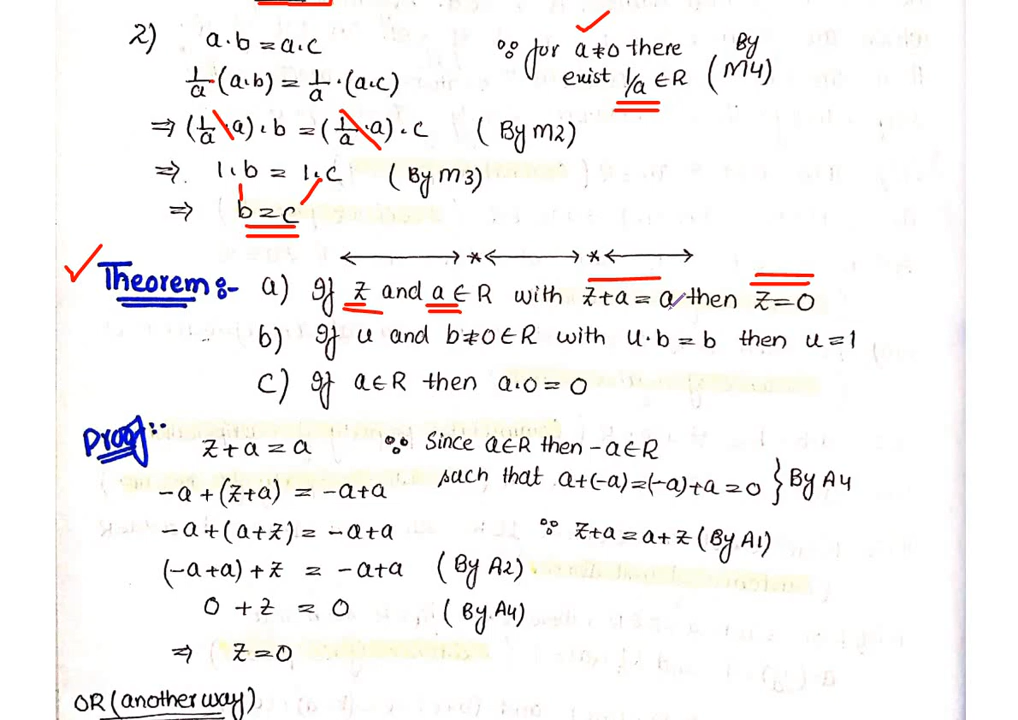 2) a·b = a·c ∵ for a≠0 there exist 1/a ∈ R (By M4)
1/a·(a·b) = 1/a·(a·c)
⇒ (1/a·a)·b = (1/a·a)·c (By M2)
⇒ 1·b = 1·c (By M3)
⇒ b=c
Theorem:- a) If z and a ∈ R with z+a = a then z=0
b) If u and b≠0 ∈ R with u·b = b then u=1
c) If a∈R then a·0 = 0
Proof:-
z+a = a ∵ Since a∈R then -a∈R
-a+(z+a) = -a+a such that a+(-a)=(-a)+a=0 } By A4
-a+(a+z) = -a+a ∵ z+a = a+z (By A1)
(-a+a)+z = -a+a (By A2)
0+z = 0 (By A4)
⇒ z=0
OR (another way)